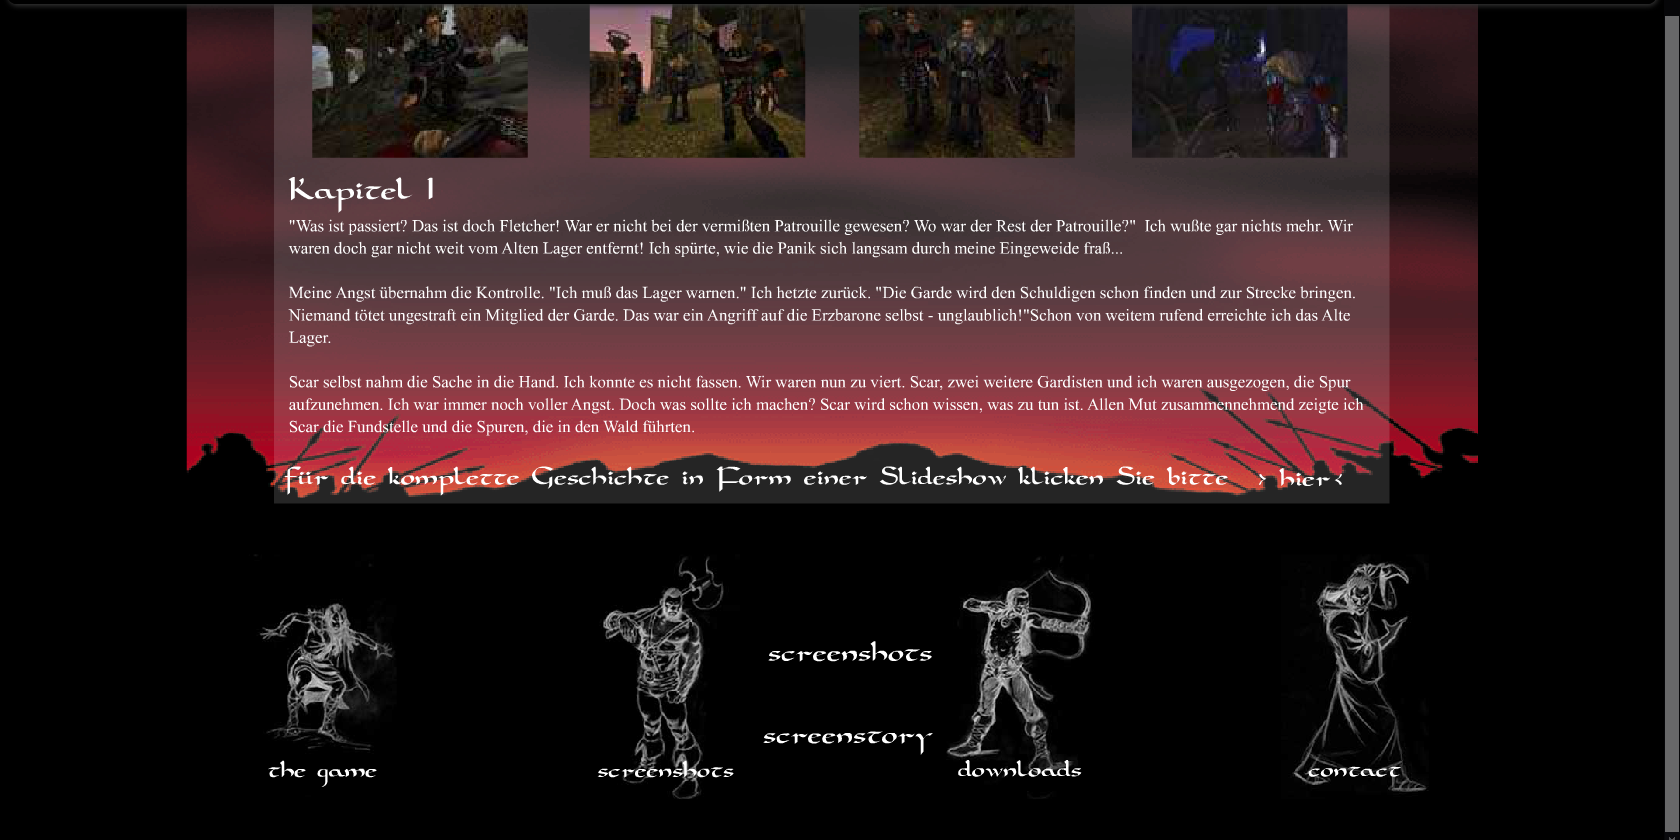 Kapitel 1
"Was ist passiert? Das ist doch Fletcher! War er nicht bei der vermißten Patrouille gewesen? Wo war der Rest der Patrouille?"  Ich wußte gar nichts mehr. Wir
waren doch gar nicht weit vom Alten Lager entfernt! Ich spürte, wie die Panik sich langsam durch meine Eingeweide fraß...
Meine Angst übernahm die Kontrolle. "Ich muß das Lager warnen." Ich hetzte zurück. "Die Garde wird den Schuldigen schon finden und zur Strecke bringen.
Niemand tötet ungestraft ein Mitglied der Garde. Das war ein Angriff auf die Erzbarone selbst - unglaublich!"Schon von weitem rufend erreichte ich das Alte
Lager.
Scar selbst nahm die Sache in die Hand. Ich konnte es nicht fassen. Wir waren nun zu viert. Scar, zwei weitere Gardisten und ich waren ausgezogen, die Spur
aufzunehmen. Ich war immer noch voller Angst. Doch was sollte ich machen? Scar wird schon wissen, was zu tun ist. Allen Mut zusammennehmend zeigte ich
Scar die Fundstelle und die Spuren, die in den Wald führten.
für die komplette Geschichte in Form einer Slideshow klicken Sie bitte > hier<
screenshots
screenstory
the game
screenshots
downloads
contact